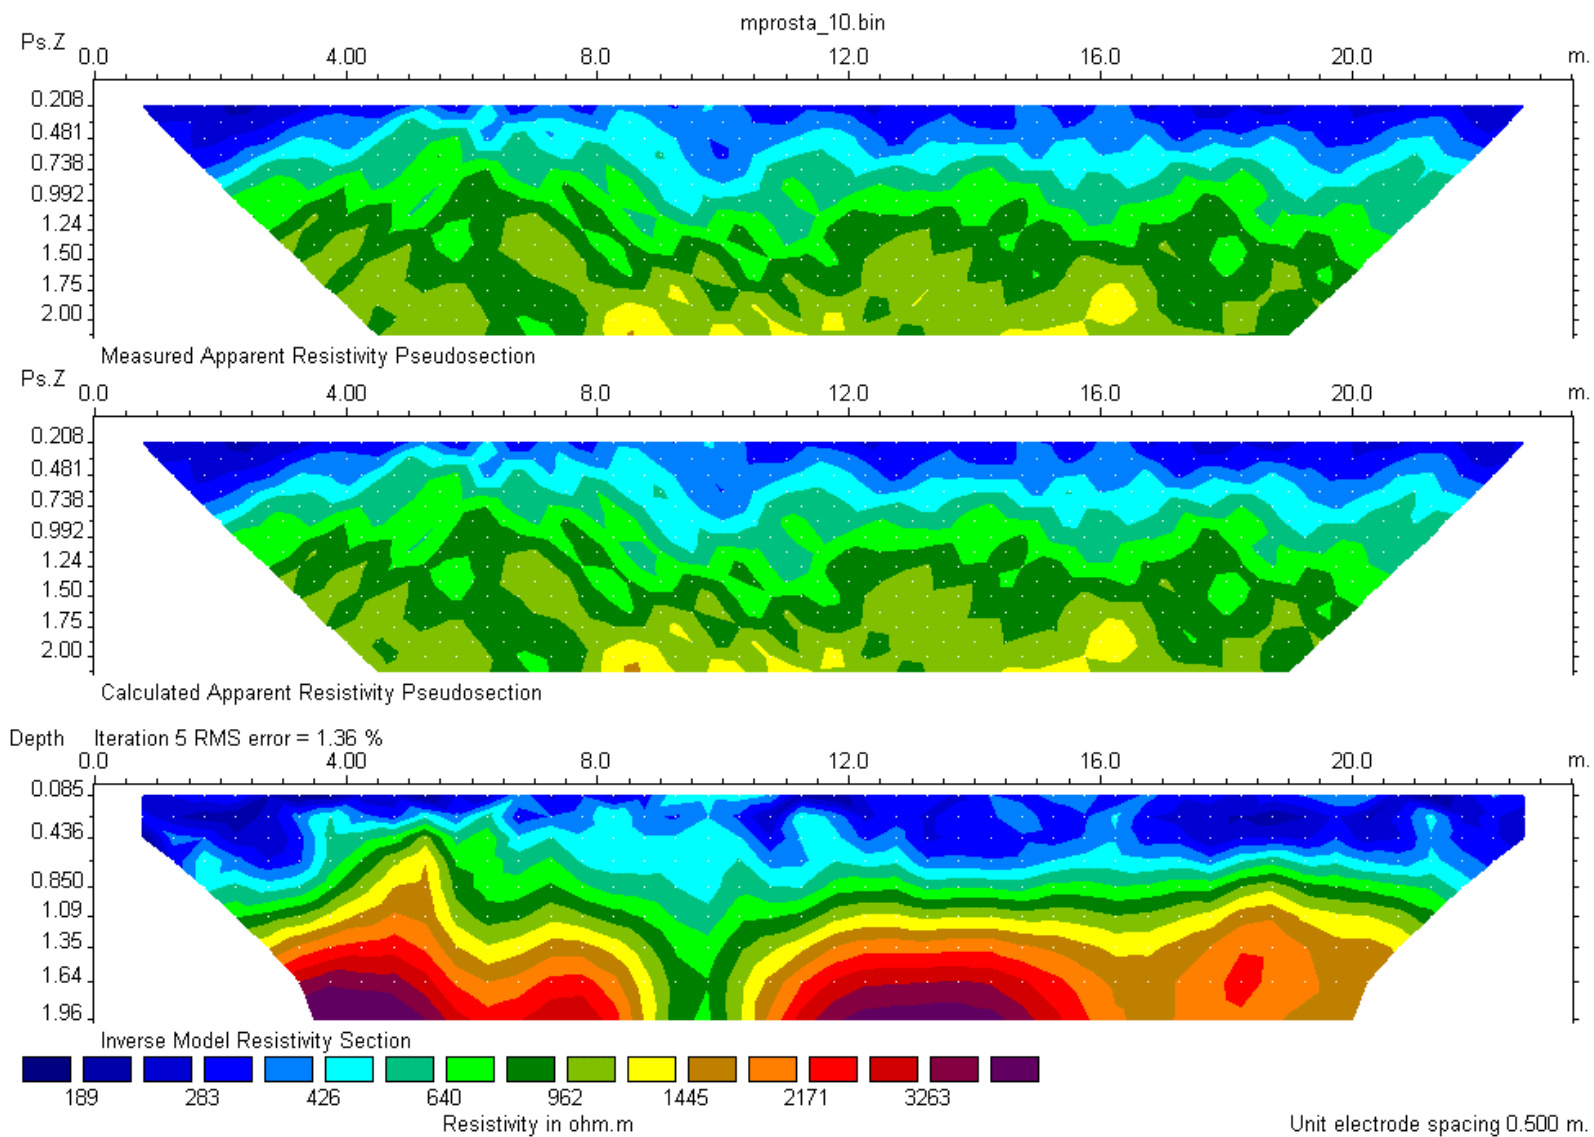 mprosta_10.bin
Ps.Z 0.0 4.00 8.0 12.0 16.0 20.0 m.
0.208
0.481
0.738
0.992
1.24
1.50
1.75
2.00
Measured Apparent Resistivity Pseudosection
Ps.Z 0.0 4.00 8.0 12.0 16.0 20.0 m.
0.208
0.481
0.738
0.992
1.24
1.50
1.75
2.00
Calculated Apparent Resistivity Pseudosection
Depth Iteration 5 RMS error = 1.36 %
0.0 4.00 8.0 12.0 16.0 20.0 m.
0.085
0.436
0.850
1.09
1.35
1.64
1.96
Inverse Model Resistivity Section
189 283 426 640 962 1445 2171 3263
Resistivity in ohm.m Unit electrode spacing 0.500 m.